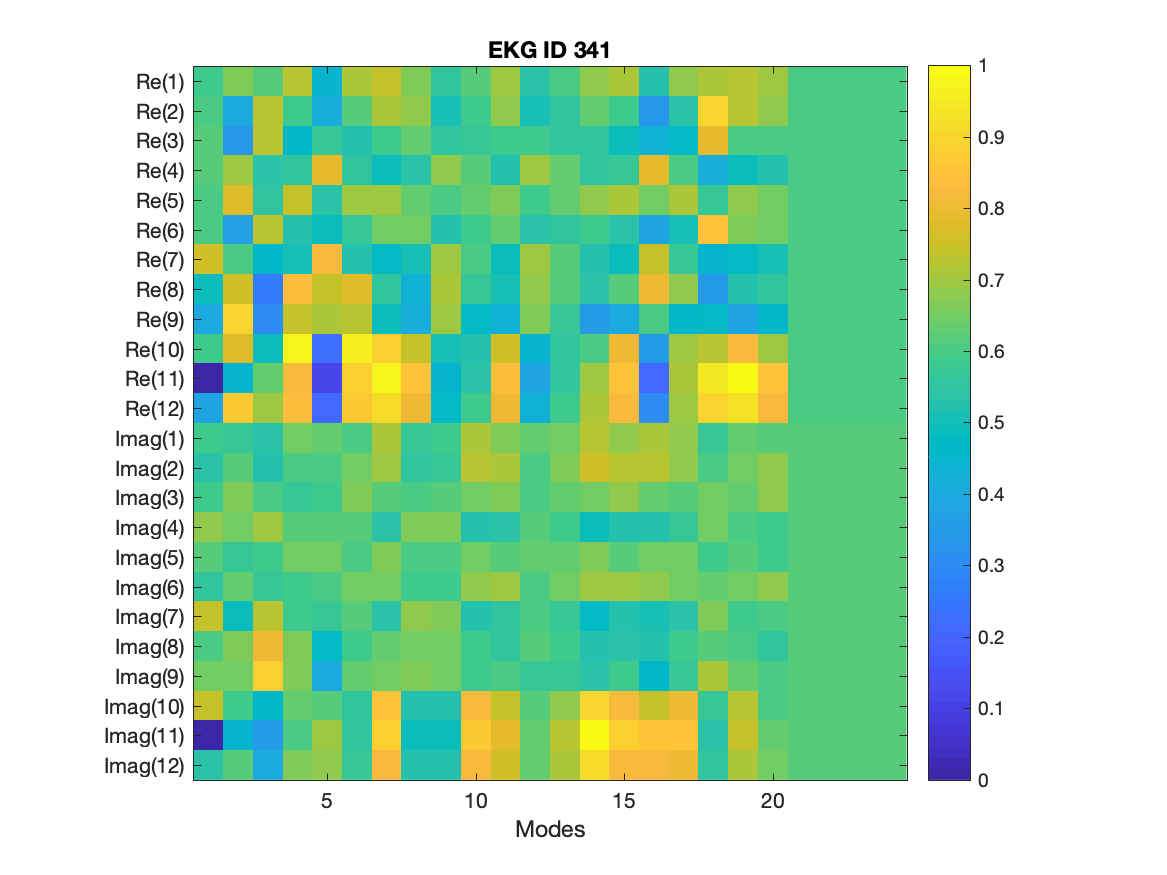 EKG ID 341
Re(1)
Re(2)
Re(3)
Re(4)
Re(5)
Re(6)
Re(7)
Re(8)
Re(9)
Re(10)
Re(11)
Re(12)
Imag(1)
Imag(2)
Imag(3)
Imag(4)
Imag(5)
Imag(6)
Imag(7)
Imag(8)
Imag(9)
Imag(10)
Imag(11)
Imag(12)
5 10 15 20
Modes
1
0.9
0.8
0.7
0.6
0.5
0.4
0.3
0.2
0.1
0